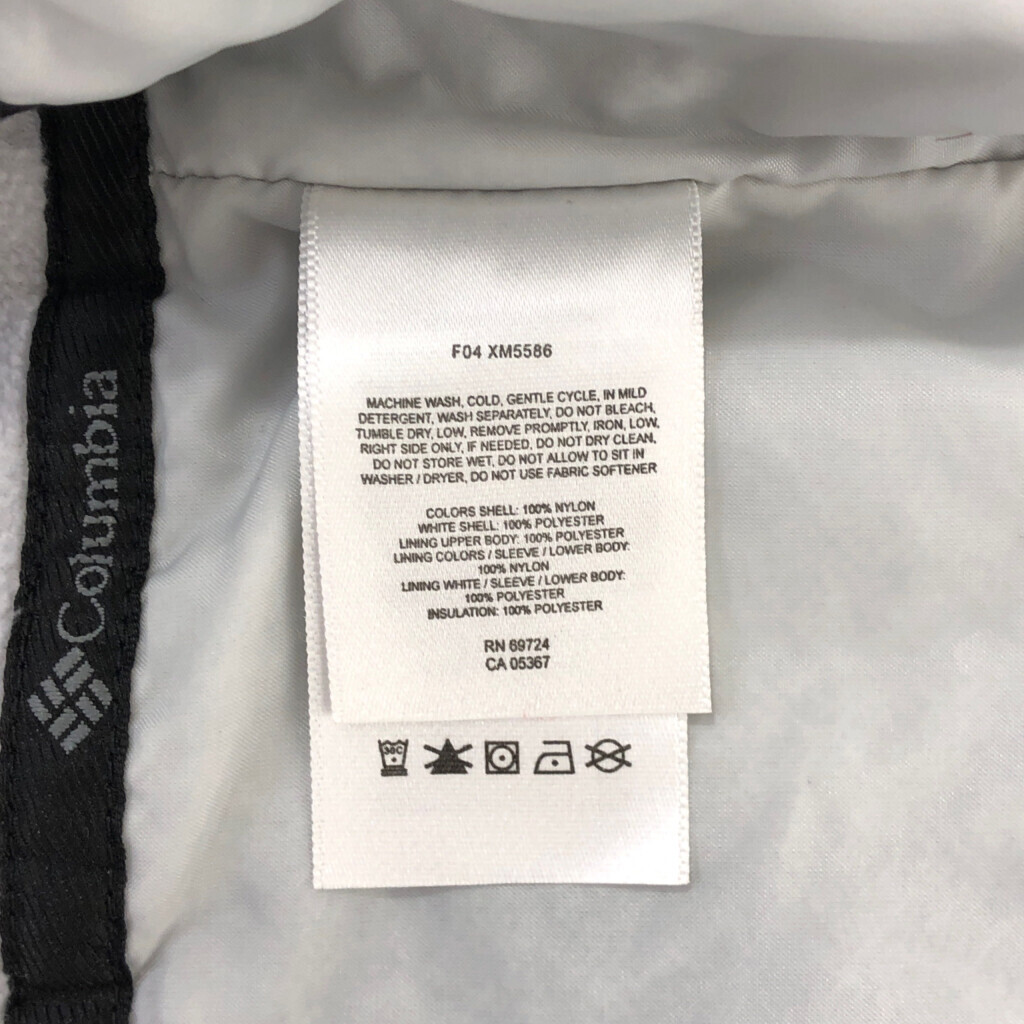 Columbia
F04 XM5586
MACHINE WASH, COLD, GENTLE CYCLE, IN MILD
DETERGENT, WASH SEPARATELY, DO NOT BLEACH,
TUMBLE DRY, LOW, REMOVE PROMPTLY, IRON, LOW,
RIGHT SIDE ONLY, IF NEEDED, DO NOT DRY CLEAN,
DO NOT STORE WET, DO NOT ALLOW TO SIT IN
WASHER / DRYER, DO NOT USE FABRIC SOFTENER
COLORS SHELL: 100% NYLON
WHITE SHELL: 100% POLYESTER
LINING UPPER BODY: 100% POLYESTER
LINING COLORS / SLEEVE / LOWER BODY:
100% NYLON
LINING WHITE / SLEEVE / LOWER BODY:
100% POLYESTER
INSULATION: 100% POLYESTER
RN 69724
CA 05367
30C